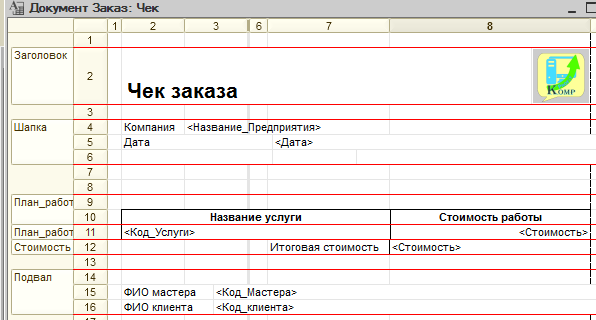 Документ Заказ: Чек
1 2 3 6 7 8
1
Заголовок
2
Чек заказа
KOMP
3
Шапка
4 Компания <Название_Предприятия>
5 Дата <Дата>
6
7
8
План_работ 9
10 Название услуги Стоимость работы
План_работ 11 <Код_Услуги> <Стоимость>
Стоимость 12 Итоговая стоимость <Стоимость>
13
Подвал 14
15 ФИО мастера <Код_Мастера>
16 ФИО клиента <Код_клиента>
17